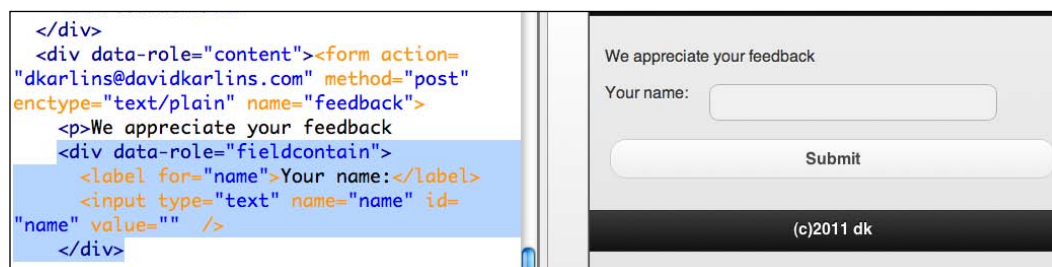 </div>
<div data-role="content"><form action=
"dkarlins@davidkarlins.com" method="post"
enctype="text/plain" name="feedback">
<p>We appreciate your feedback
<div data-role="fieldcontain">
<label for="name">Your name:</label>
<input type="text" name="name" id=
"name" value=""  />
</div>
We appreciate your feedback
Your name:
Submit
(c)2011 dk